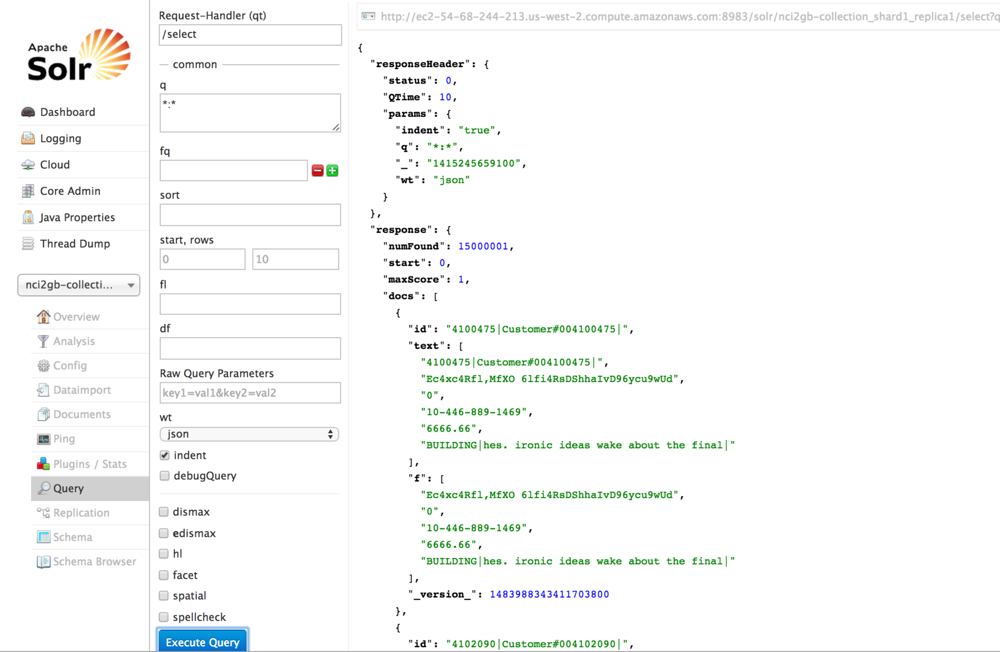 Apache
Solr
Dashboard
Logging
Cloud
Core Admin
Java Properties
Thread Dump
nci2gb-collecti...
Overview
Analysis
Config
Dataimport
Documents
Ping
Plugins / Stats
Query
Replication
Schema
Schema Browser
Request-Handler (qt)
/select
common
q
*:*
fq
sort
start, rows
0 10
fl
df
Raw Query Parameters
key1=val1&key2=val2
wt
json
indent
debugQuery
dismax
edismax
hl
facet
spatial
spellcheck
Execute Query
http://ec2-54-68-244-213.us-west-2.compute.amazonaws.com:8983/solr/nci2gb-collection_shard1_replica1/select?q
{
"responseHeader": {
"status": 0,
"QTime": 10,
"params": {
"indent": "true",
"q": "*:*",
"_": "1415245659100",
"wt": "json"
}
},
"response": {
"numFound": 15000001,
"start": 0,
"maxScore": 1,
"docs": [
{
"id": "4100475|Customer#004100475|",
"text": [
"4100475|Customer#004100475|",
"Ec4xc4Rfl,MfXO 6lfi4RsDShhaIvD96ycu9wUd",
"0",
"10-446-889-1469",
"6666.66",
"BUILDING|hes. ironic ideas wake about the final|"
],
"f": [
"Ec4xc4Rfl,MfXO 6lfi4RsDShhaIvD96ycu9wUd",
"0",
"10-446-889-1469",
"6666.66",
"BUILDING|hes. ironic ideas wake about the final|"
],
"_version_": 1483988343411703800
},
{
"id": "4102090|Customer#004102090|",